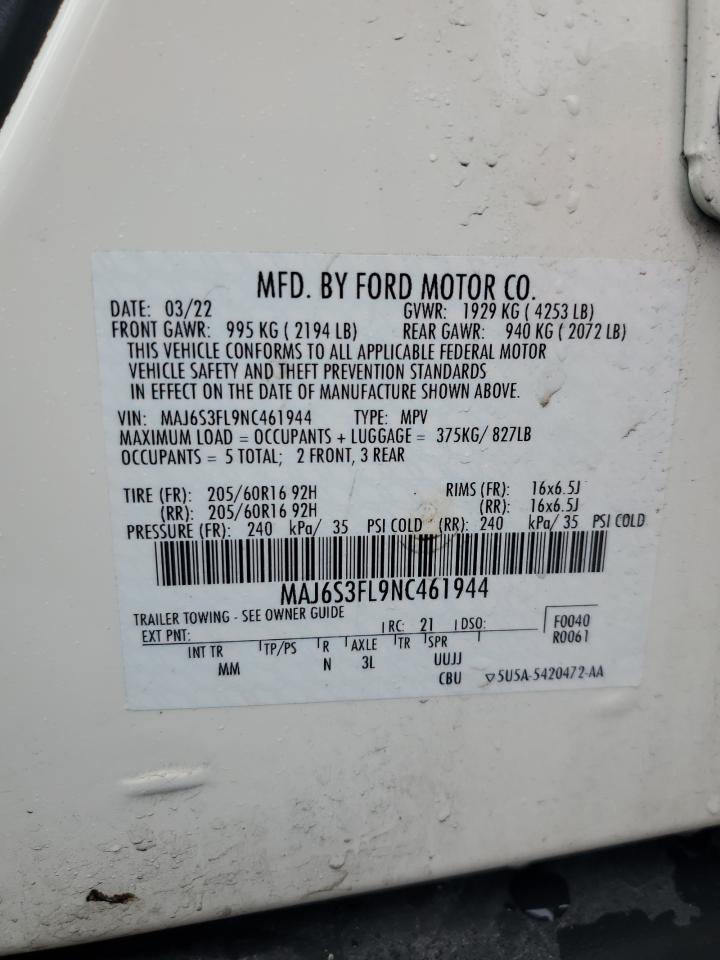 MFD. BY FORD MOTOR CO.
DATE: 03/22 GVWR: 1929 KG ( 4253 LB)
FRONT GAWR: 995 KG ( 2194 LB) REAR GAWR: 940 KG ( 2072 LB)
THIS VEHICLE CONFORMS TO ALL APPLICABLE FEDERAL MOTOR
VEHICLE SAFETY AND THEFT PREVENTION STANDARDS
IN EFFECT ON THE DATE OF MANUFACTURE SHOWN ABOVE.
VIN: MAJ6S3FL9NC461944 TYPE: MPV
MAXIMUM LOAD = OCCUPANTS + LUGGAGE = 375KG/ 827LB
OCCUPANTS = 5 TOTAL; 2 FRONT, 3 REAR
TIRE (FR): 205/60R16 92H RIMS (FR): 16x6.5J
(RR): 205/60R16 92H (RR): 16x6.5J
PRESSURE (FR): 240 kPa/ 35 PSI COLD (RR): 240 kPa/ 35 PSI COLD
MAJ6S3FL9NC461944
TRAILER TOWING - SEE OWNER GUIDE
EXT PNT: RC: 21 DSO: F0040
R0061
INT TR TP/PS R AXLE TR SPR
MM N 3L UUJJ
CBU ▽5U5A-5420472-AA